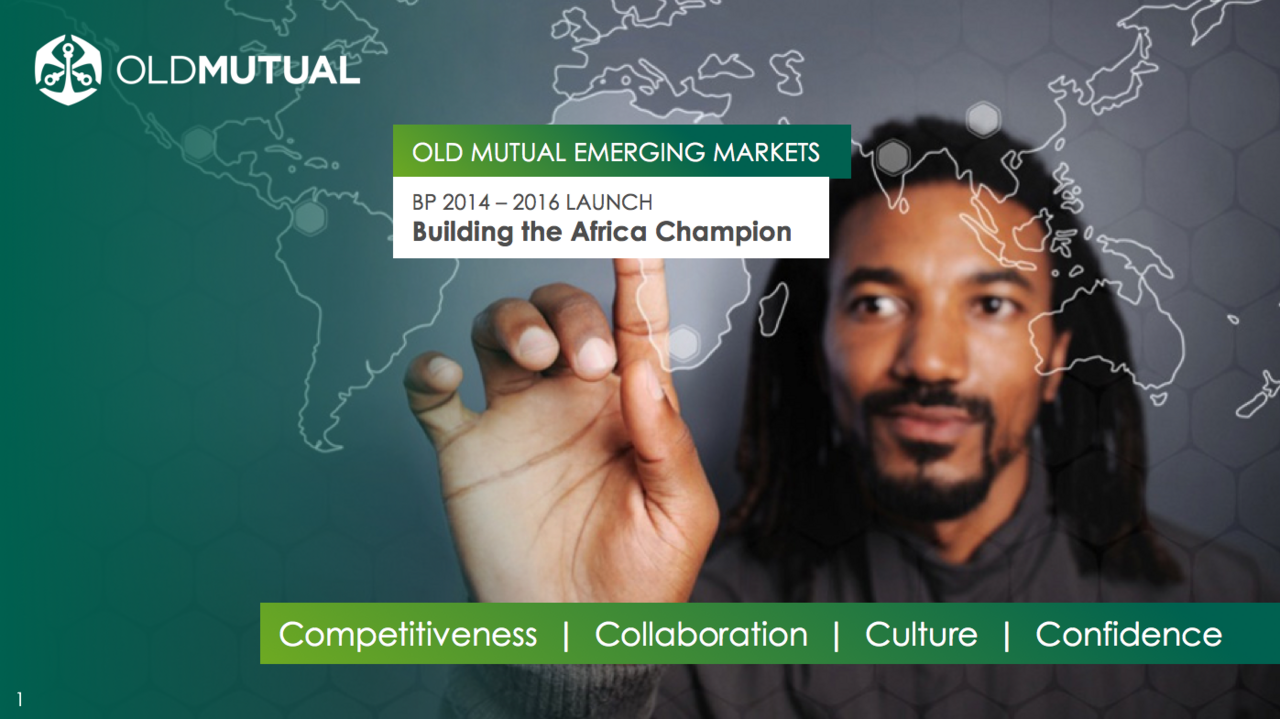 OLDMUTUAL
OLD MUTUAL EMERGING MARKETS
BP 2014 – 2016 LAUNCH
Building the Africa Champion
Competitiveness | Collaboration | Culture | Confidence
1